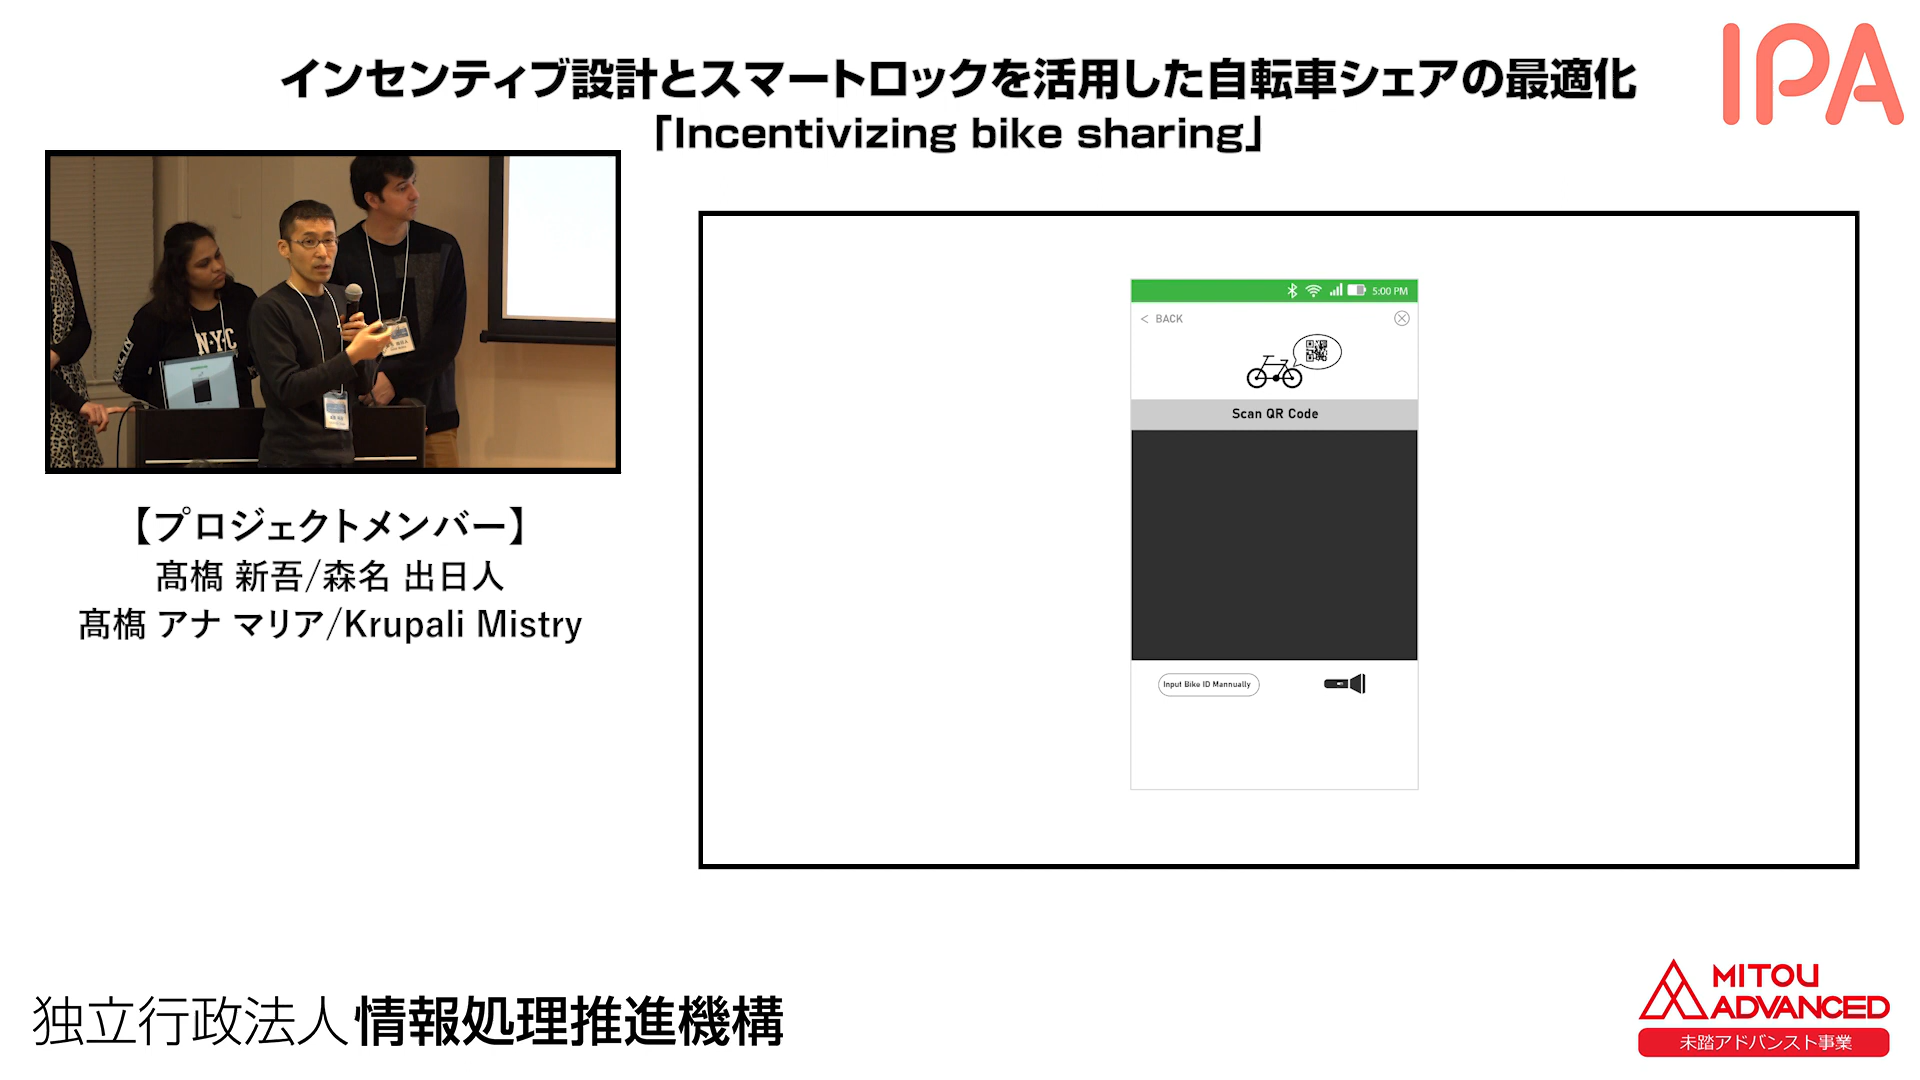 インセンティブ設計とスマートロックを活用した自転車シェアの最適化
「Incentivizing bike sharing」
IPA
N.Y.C
【プロジェクトメンバー】
髙橋 新吾/森名 出日人
髙橋 アナ マリア/Krupali Mistry
5:00 PM
< BACK
Scan QR Code
Input Bike ID Mannually
独立行政法人情報処理推進機構
MITOU
ADVANCED
未踏アドバンスト事業